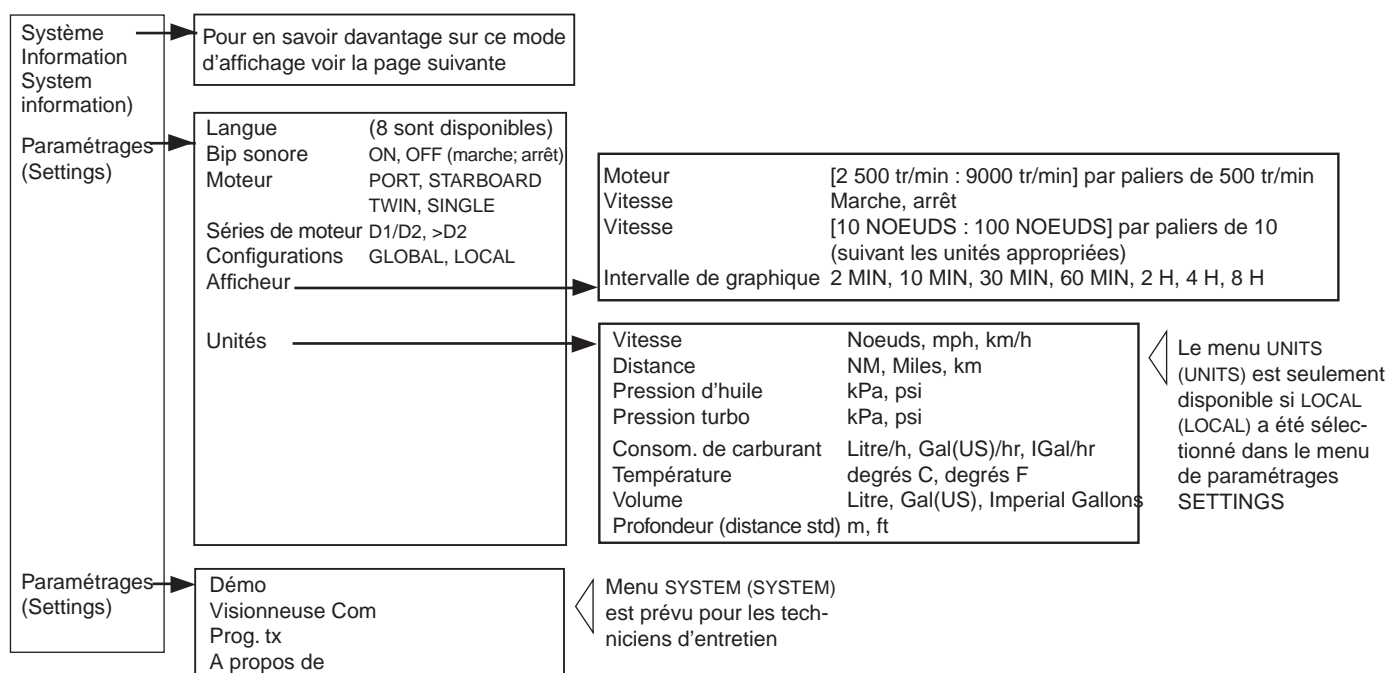 Système
Information
System
information)
Pour en savoir davantage sur ce mode
d'affichage voir la page suivante
Paramétrages
(Settings)
Langue (8 sont disponibles)
Bip sonore ON, OFF (marche; arrêt)
Moteur PORT, STARBOARD
TWIN, SINGLE
Séries de moteur D1/D2, >D2
Configurations GLOBAL, LOCAL
Afficheur
Unités
Moteur [2 500 tr/min : 9000 tr/min] par paliers de 500 tr/min
Vitesse Marche, arrêt
Vitesse [10 NOEUDS : 100 NOEUDS] par paliers de 10
(suivant les unités appropriées)
Intervalle de graphique 2 MIN, 10 MIN, 30 MIN, 60 MIN, 2 H, 4 H, 8 H
Vitesse Noeuds, mph, km/h
Distance NM, Miles, km
Pression d'huile kPa, psi
Pression turbo kPa, psi
Consom. de carburant Litre/h, Gal(US)/hr, IGal/hr
Température degrés C, degrés F
Volume Litre, Gal(US), Imperial Gallons
Profondeur (distance std) m, ft
Le menu UNITS
(UNITS) est seulement
disponible si LOCAL
(LOCAL) a été sélec-
tionné dans le menu
de paramétrages
SETTINGS
Paramétrages
(Settings)
Démo
Visionneuse Com
Prog. tx
A propos de
Menu SYSTEM (SYSTEM)
est prévu pour les tech-
niciens d'entretien